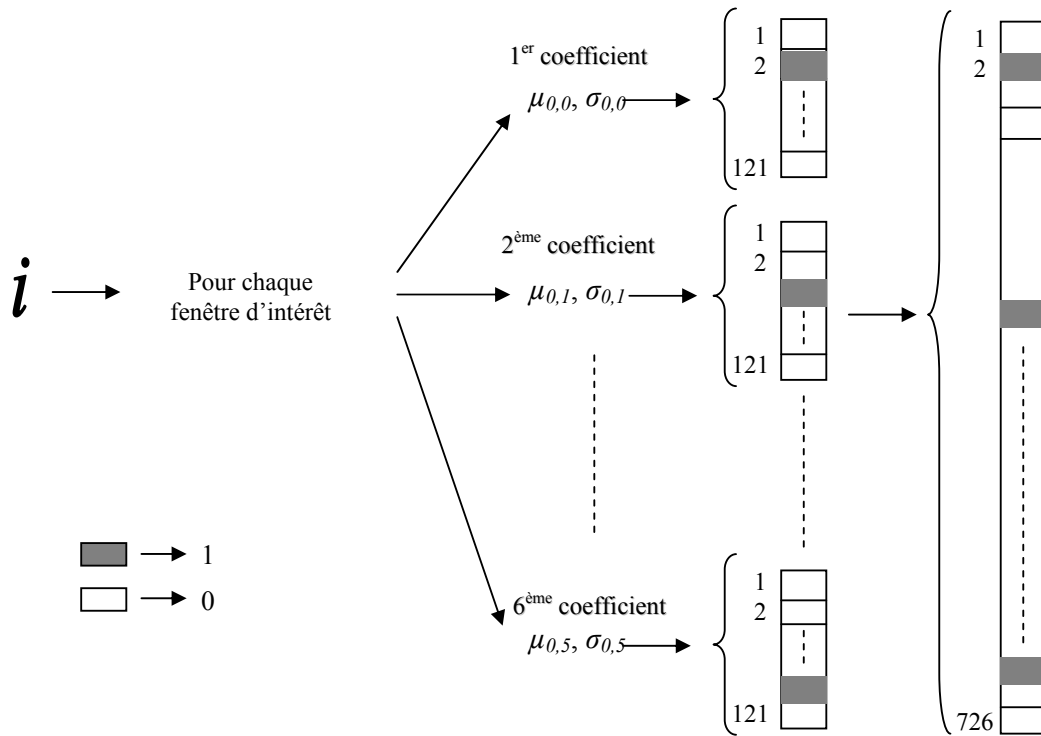 1
2
121
1er coefficient
μ0,0, σ0,0
1
2
726
i
Pour chaque
fenêtre d’intérêt
2ème coefficient
μ0,1, σ0,1
1
2
121
1
0
6ème coefficient
μ0,5, σ0,5
1
2
121